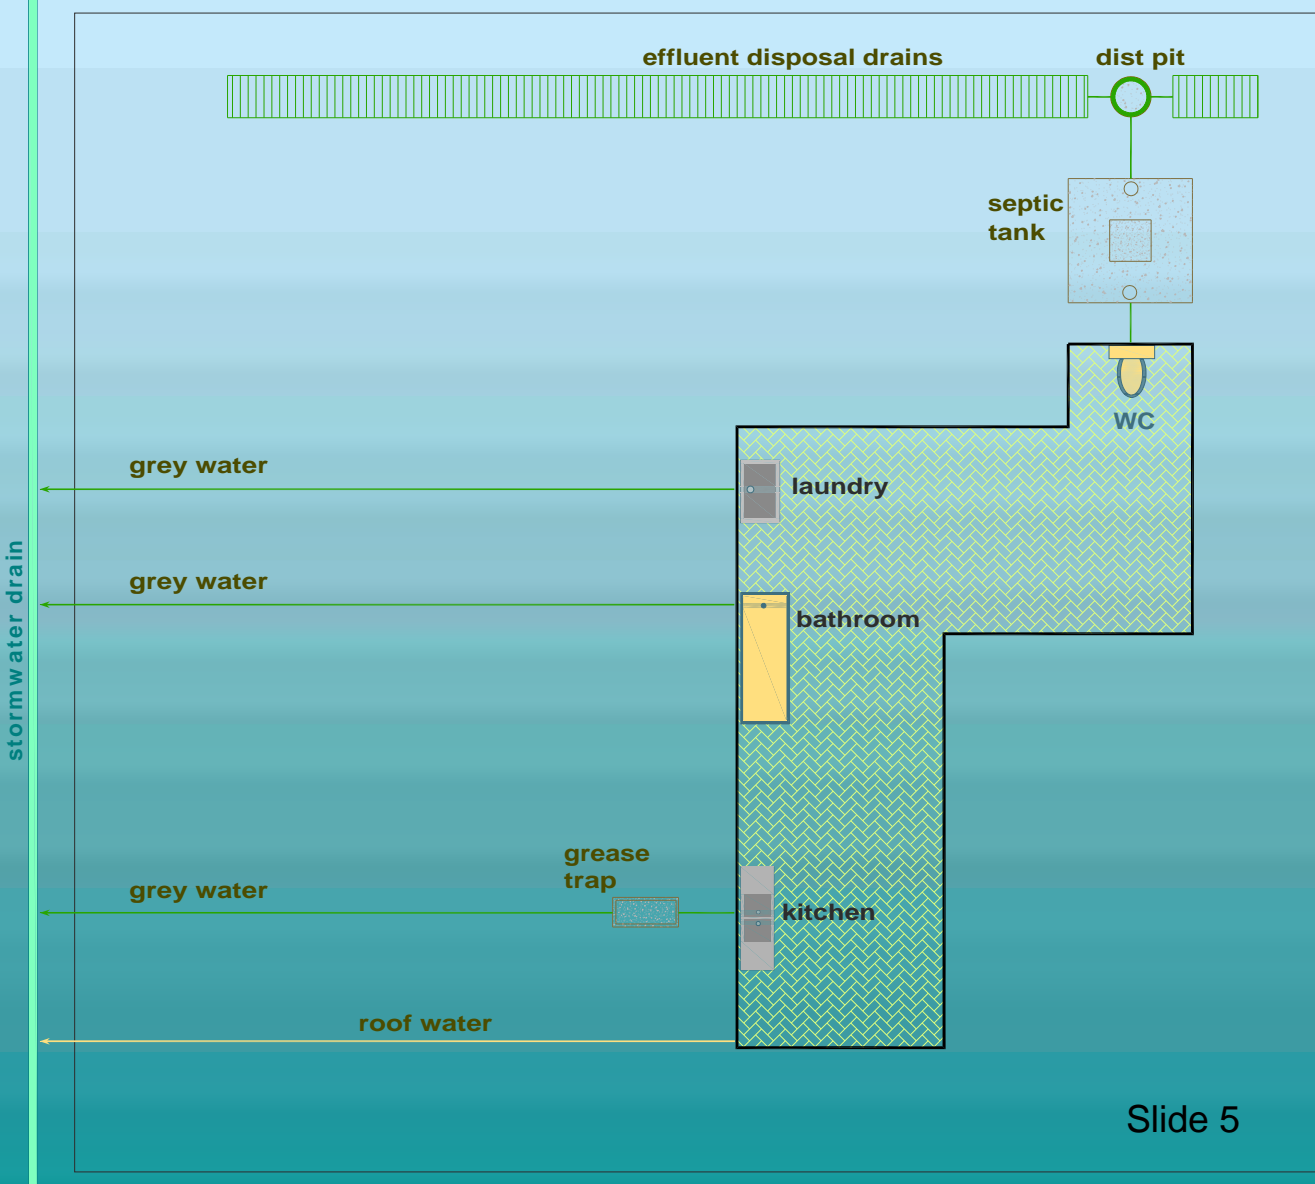 effluent disposal drains
dist pit
septic
tank
WC
grey water
laundry
grey water
bathroom
stormwater drain
grease
trap
grey water
kitchen
roof water
Slide 5